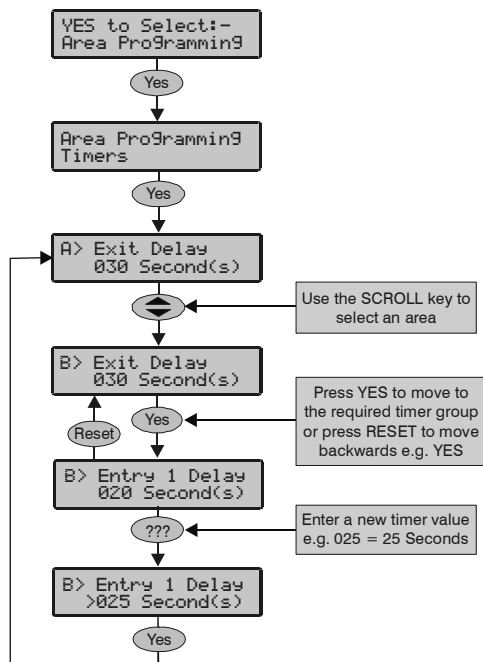 YES to Select:-
Area Programming
Yes
Area Programming
Timers
Yes
A> Exit Delay
030 Second(s)
Use the SCROLL key to
select an area
B> Exit Delay
030 Second(s)
Reset
Yes
Press YES to move to
the required timer group
or press RESET to move
backwards e.g. YES
B> Entry 1 Delay
020 Second(s)
???
Enter a new timer value
e.g. 025 = 25 Seconds
B> Entry 1 Delay
>025 Second(s)
Yes